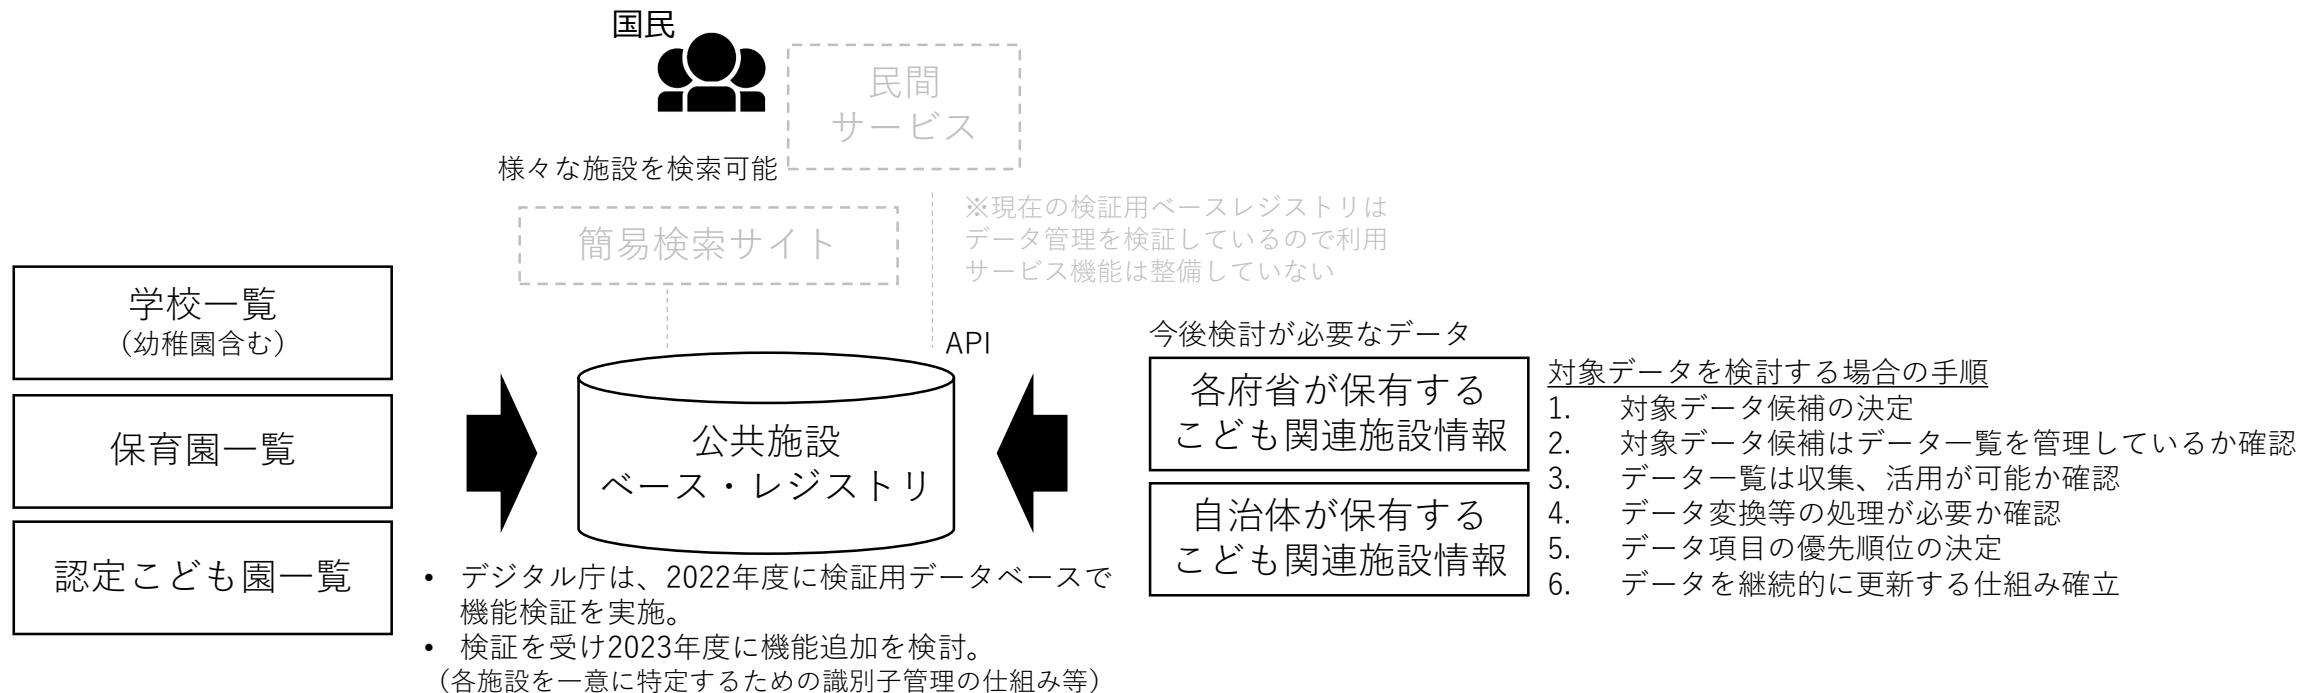 国民
民間
サービス
様々な施設を検索可能
簡易検索サイト
※現在の検証用ベースレジストリは
データ管理を検証しているので利用
サービス機能は整備していない
学校一覧
（幼稚園含む）
保育園一覧
認定こども園一覧
API
公共施設
ベース・レジストリ
• デジタル庁は、2022年度に検証用データベースで
機能検証を実施。
• 検証を受け2023年度に機能追加を検討。
（各施設を一意に特定するための識別子管理の仕組み等）
今後検討が必要なデータ
各府省が保有する
こども関連施設情報
自治体が保有する
こども関連施設情報
対象データを検討する場合の手順
1. 対象データ候補の決定
2. 対象データ候補はデータ一覧を管理しているか確認
3. データ一覧は収集、活用が可能か確認
4. データ変換等の処理が必要か確認
5. データ項目の優先順位の決定
6. データを継続的に更新する仕組み確立